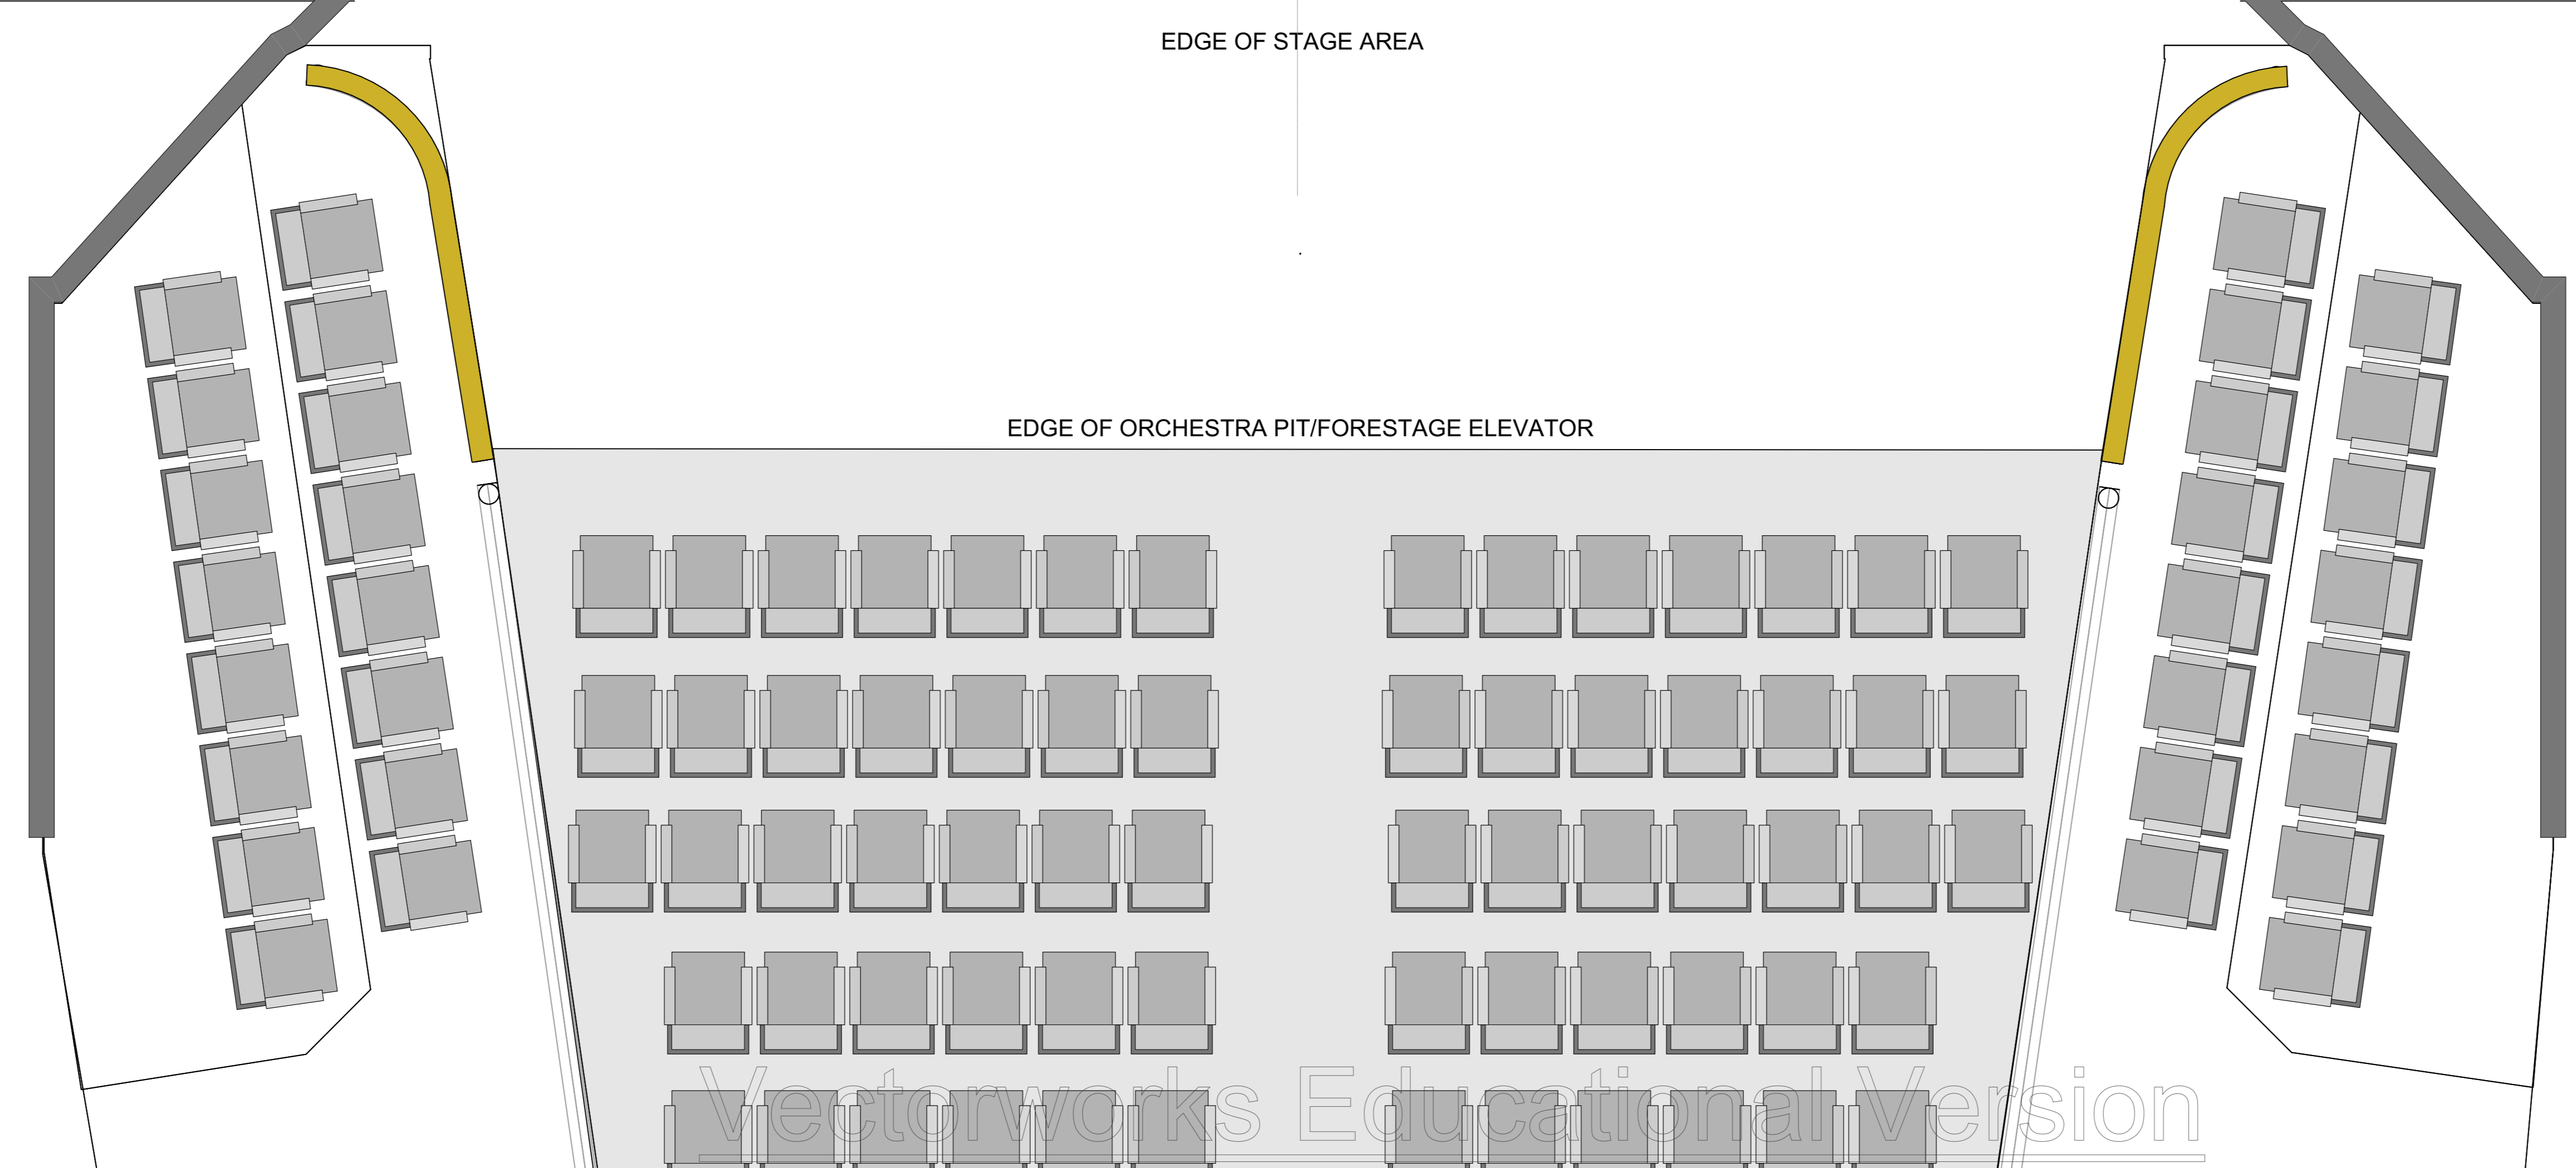 EDGE OF STAGE AREA
EDGE OF ORCHESTRA PIT/FORESTAGE ELEVATOR
Vectorworks Educational Version